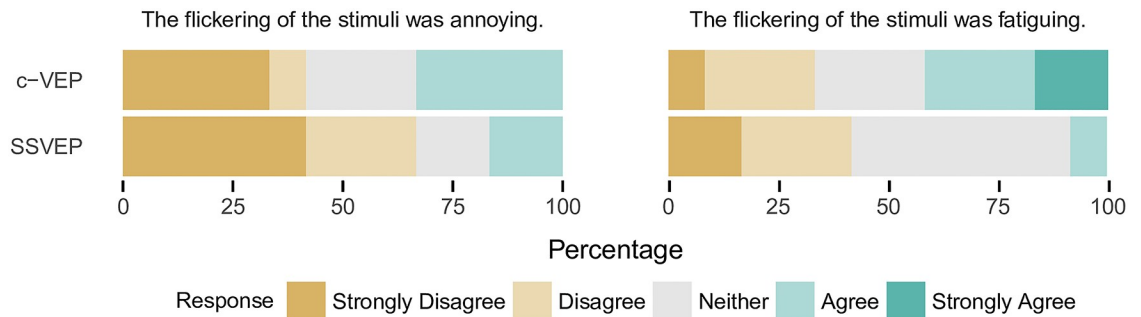 The flickering of the stimuli was annoying.
The flickering of the stimuli was fatiguing.
c−VEP
SSVEP
0 25 50 75 100
0 25 50 75 100
Percentage
Response Strongly Disagree Disagree Neither Agree Strongly Agree